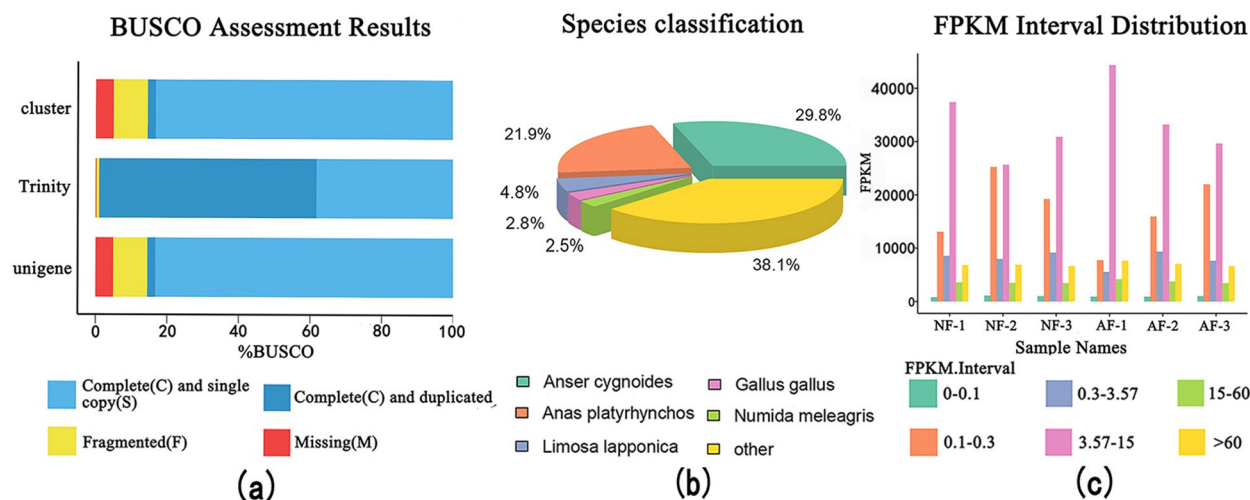 BUSCO Assessment Results
cluster
Trinity
unigene
0 20 40 60 80 100
%BUSCO
Complete(C) and single
copy(S)
Complete(C) and duplicated
Fragmented(F)
Missing(M)
(a)
Species classification
29.8%
21.9%
4.8%
2.8%
2.5%
38.1%
Anser cygnoides
Gallus gallus
Anas platyrhynchos
Numida meleagris
Limosa lapponica
other
(b)
FPKM Interval Distribution
FPKM
40000
30000
20000
10000
0
NF-1 NF-2 NF-3 AF-1 AF-2 AF-3
Sample Names
FPKM.Interval
0-0.1 0.3-3.57 15-60
0.1-0.3 3.57-15 >60
(c)